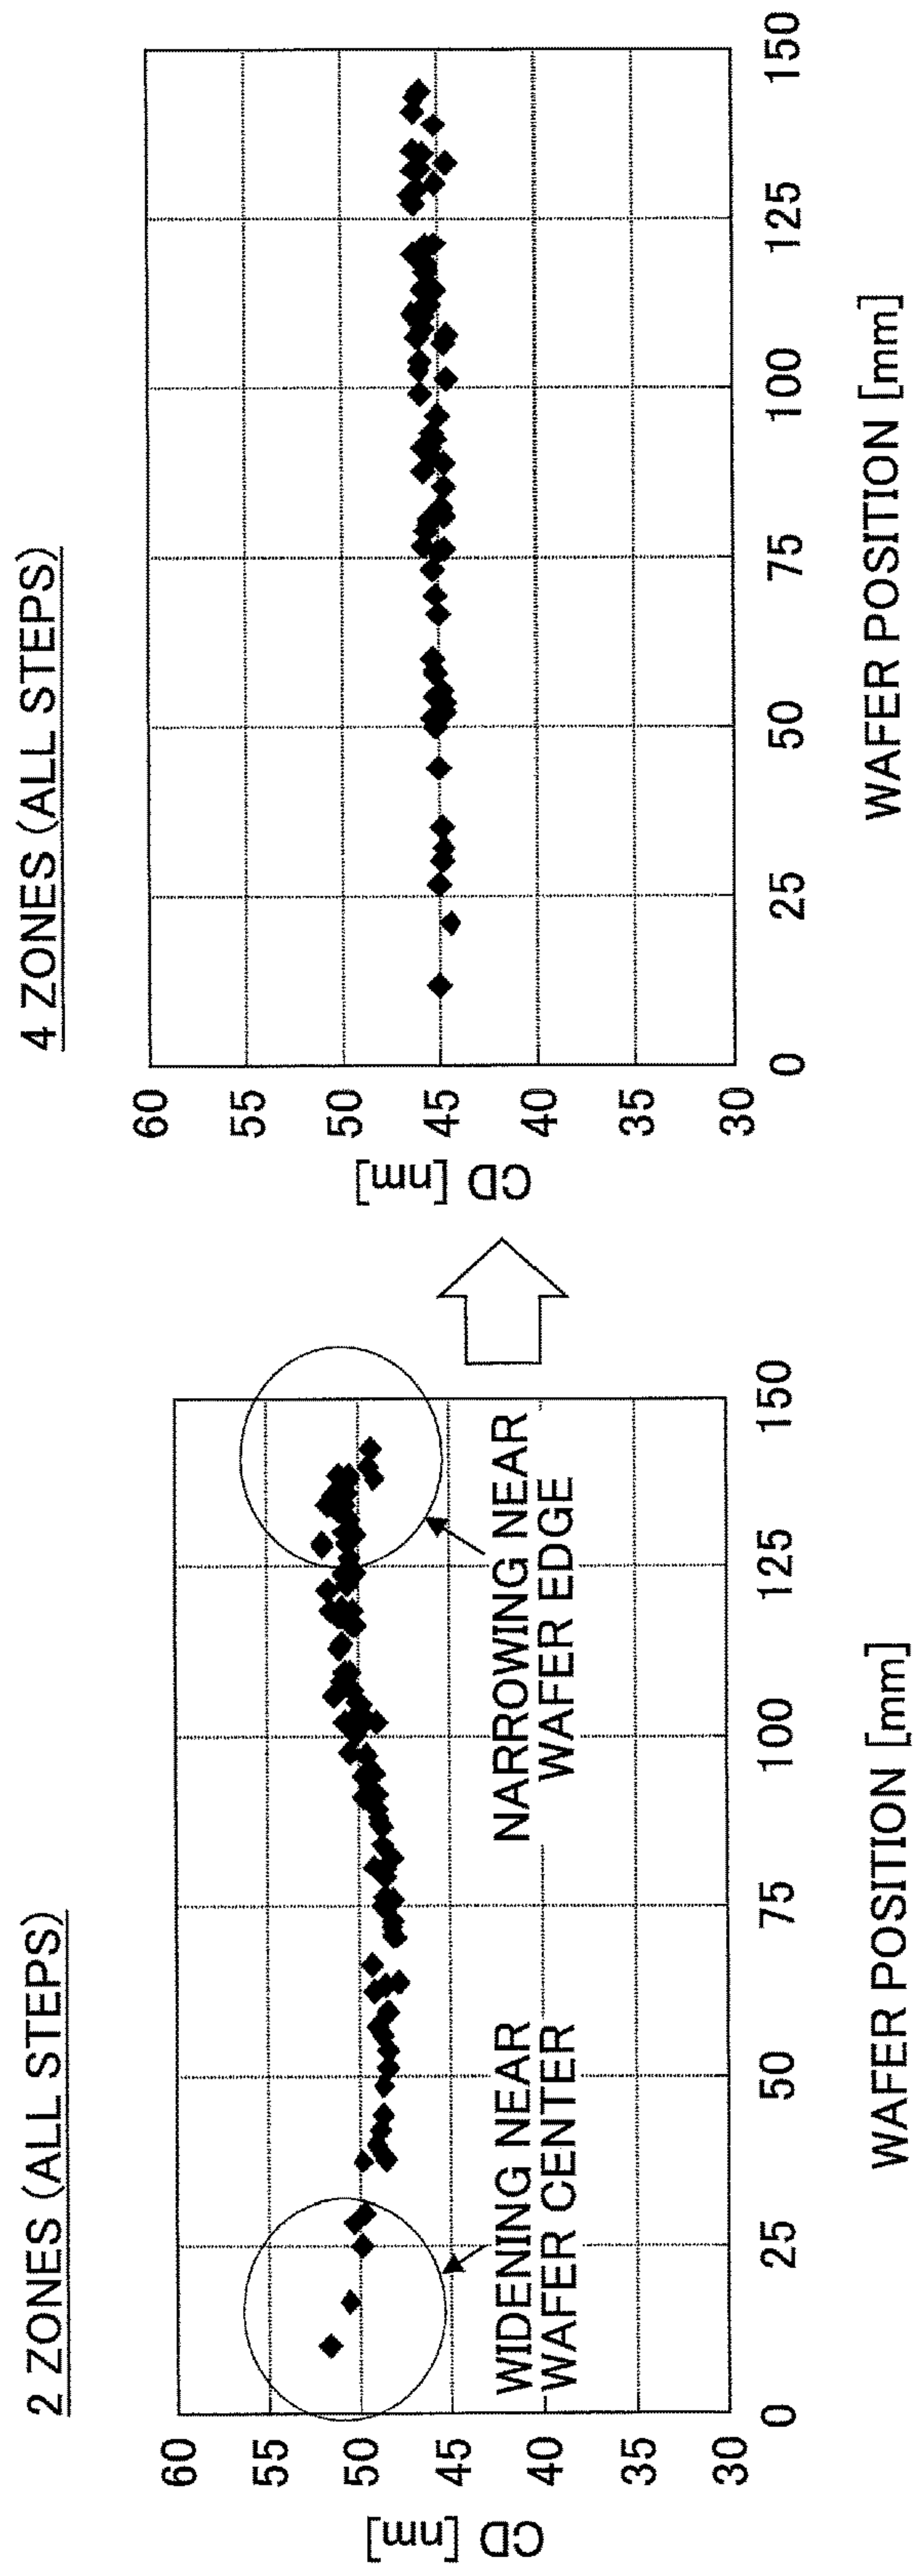 2 ZONES (ALL STEPS)
CD [nm]
60
55
50
45
40
35
30
0
25
50
75
100
125
150
WAFER POSITION [mm]
WIDENING NEAR
WAFER CENTER
NARROWING NEAR
WAFER EDGE
4 ZONES (ALL STEPS)
CD [nm]
60
55
50
45
40
35
30
0
25
50
75
100
125
150
WAFER POSITION [mm]